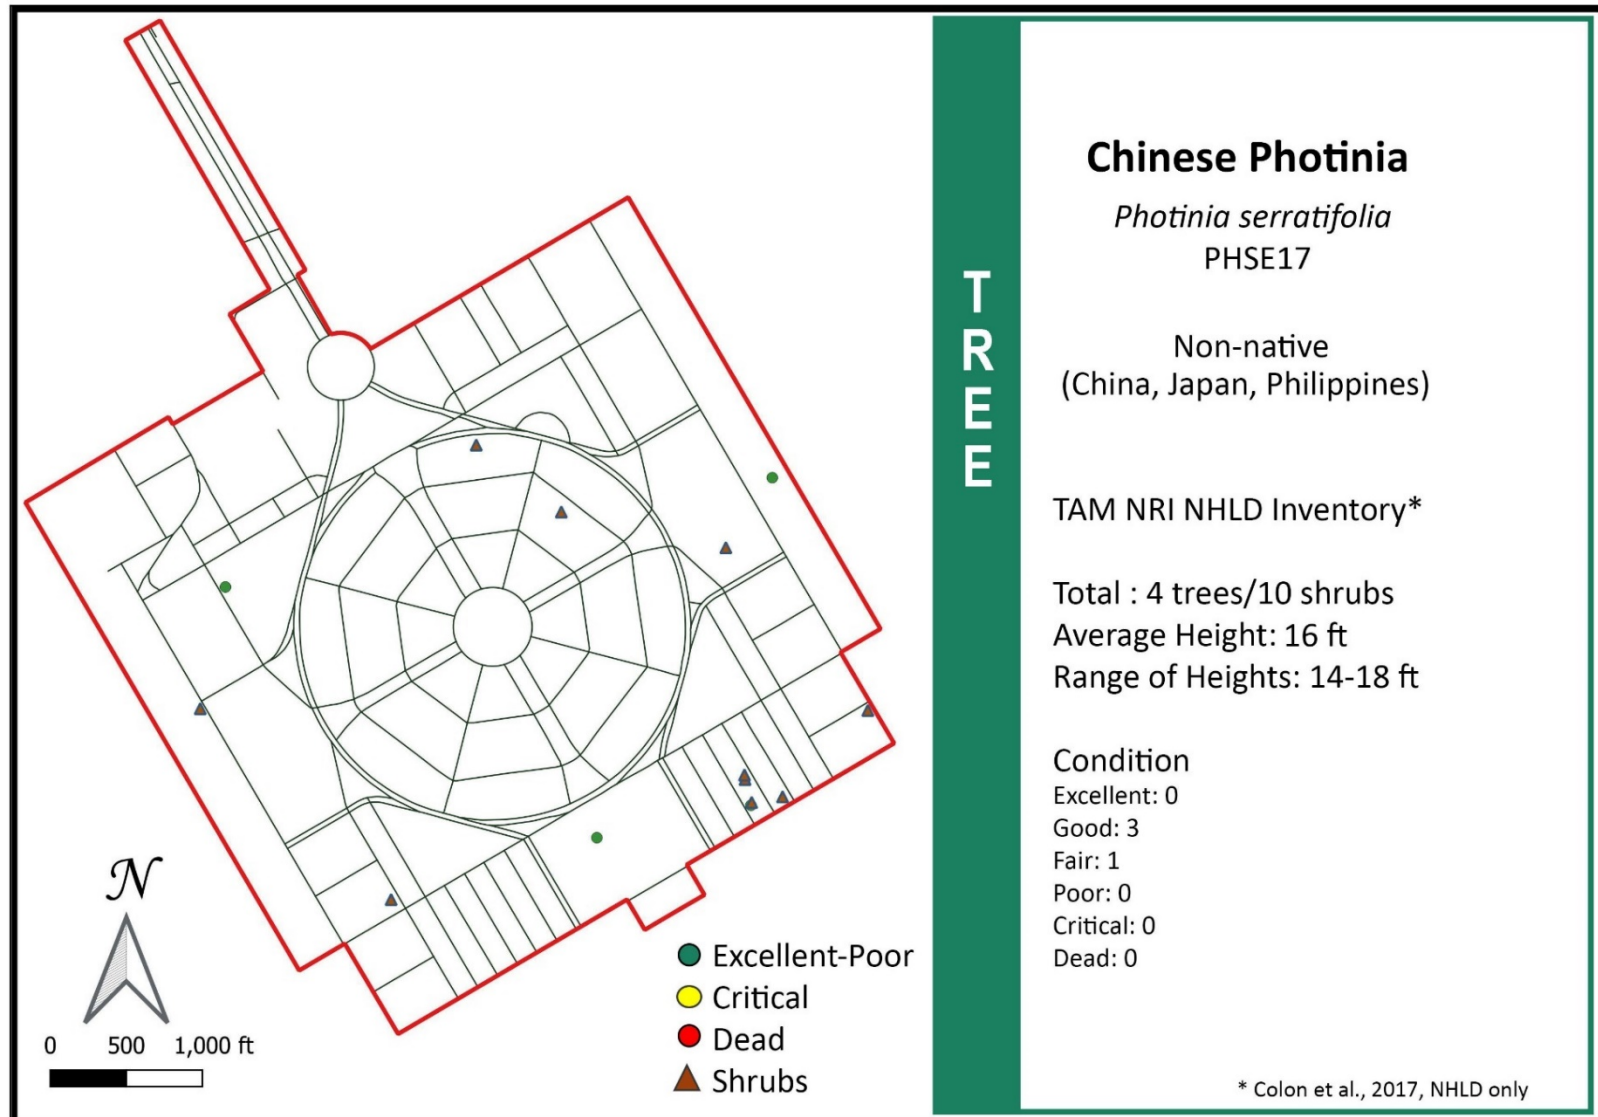 N
0 500 1,000 ft
Excellent-Poor
Critical
Dead
Shrubs
TREE
Chinese Photinia
Photinia serratifolia
PHSE17
Non-native
(China, Japan, Philippines)
TAM NRI NHLD Inventory*
Total : 4 trees/10 shrubs
Average Height: 16 ft
Range of Heights: 14-18 ft
Condition
Excellent: 0
Good: 3
Fair: 1
Poor: 0
Critical: 0
Dead: 0
* Colon et al., 2017, NHLD only